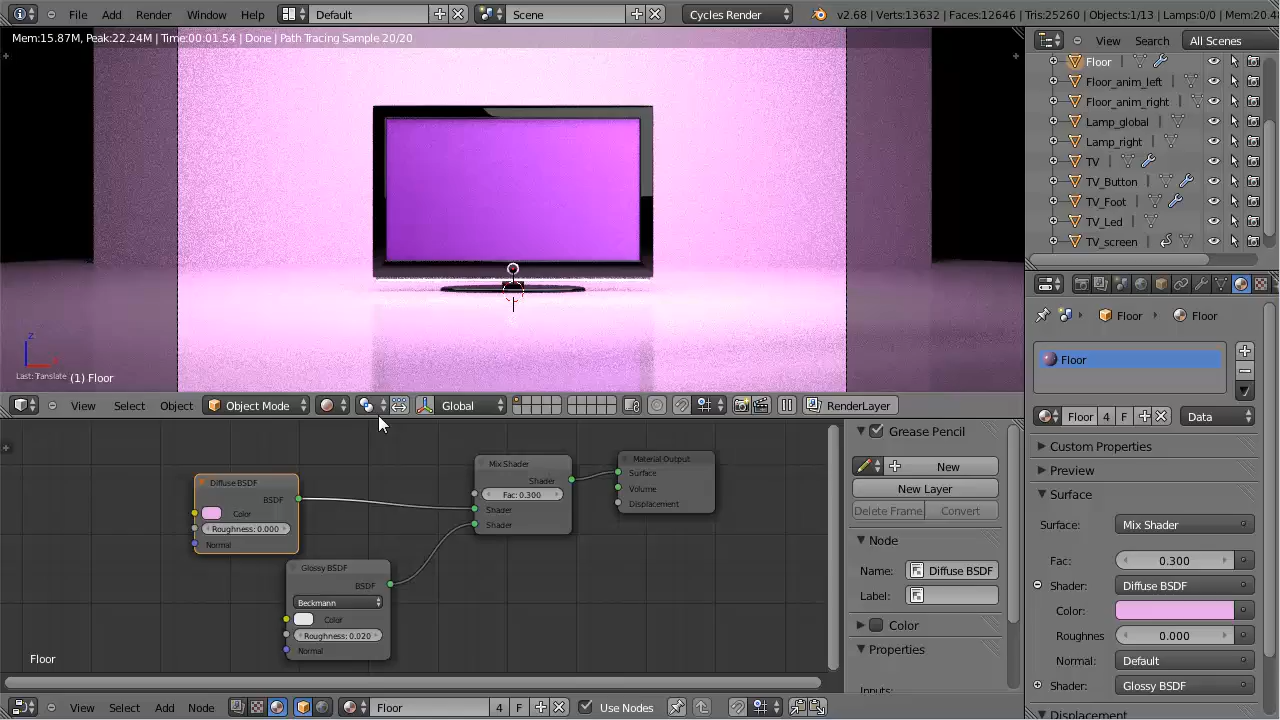 File Add Render Window Help Default Scene Cycles Render v2.68 | Verts:13632 | Faces:12646 | Tris:25260 | Objects:1/13 | Lamps:0/0 | Mem:20.4
Mem:15.87M, Peak:22.24M | Time:00:01.54 | Done | Path Tracing Sample 20/20
Z
X
Last: Translate
(1) Floor
View Select Object Object Mode Global RenderLayer
View Search All Scenes
Floor
Floor_anim_left
Floor_anim_right
Lamp_global
Lamp_right
TV
TV_Button
TV_Foot
TV_Led
TV_screen
Floor Floor
Floor
Floor 4 F Data
Custom Properties
Preview
Surface
Surface: Mix Shader
Fac: 0.300
Shader: Diffuse BSDF
Color:
Roughnes 0.000
Normal: Default
Shader: Glossy BSDF
Displacement
Diffuse BSDF
BSDF
Color
Roughness: 0.000
Normal
Glossy BSDF
BSDF
Beckmann
Color
Roughness: 0.020
Normal
Mix Shader
Shader
Fac: 0.300
Shader
Shader
Material Output
Surface
Volume
Displacement
Floor
Grease Pencil
New
New Layer
Delete Frame Convert
Node
Name: Diffuse BSDF
Label:
Color
Properties
Inputs:
View Select Add Node Floor 4 F Use Nodes